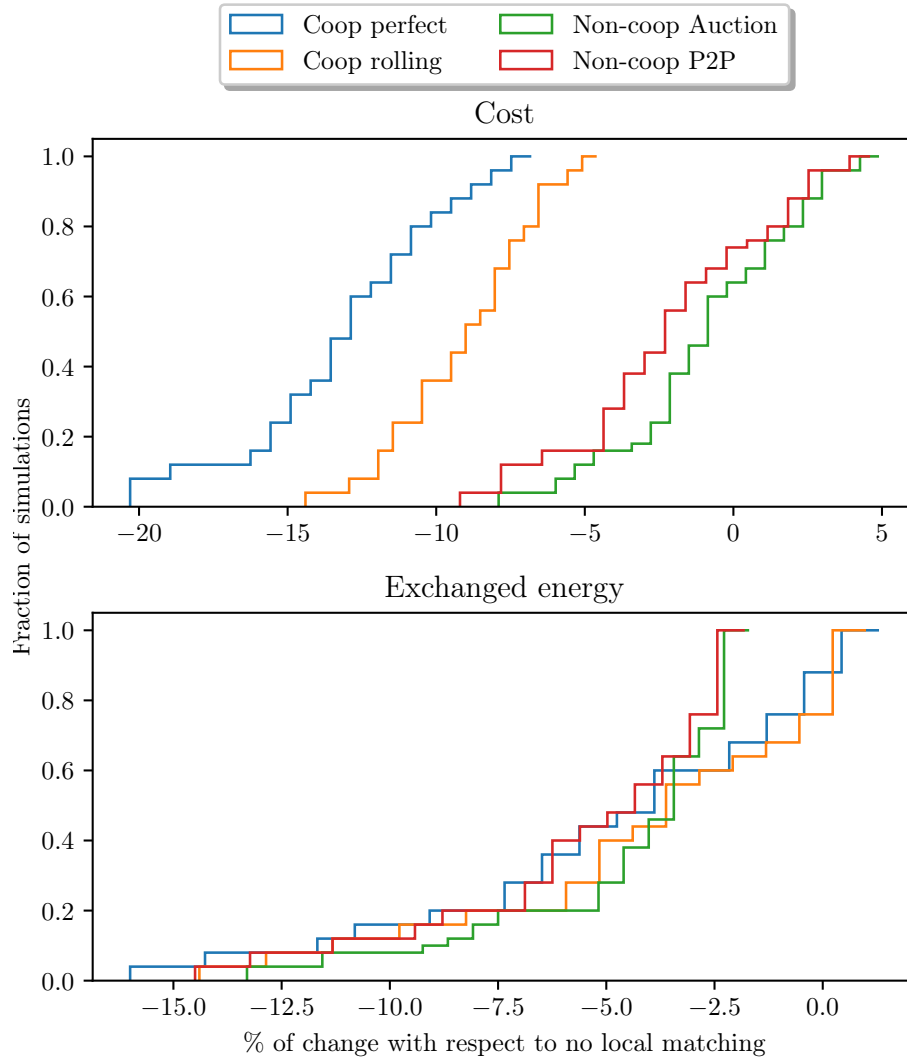 Coop perfect
Coop rolling
Non-coop Auction
Non-coop P2P
Cost
1.0
0.8
0.6
0.4
0.2
0.0
−20 −15 −10 −5 0 5
Fraction of simulations
Exchanged energy
1.0
0.8
0.6
0.4
0.2
0.0
−15.0 −12.5 −10.0 −7.5 −5.0 −2.5 0.0
% of change with respect to no local matching